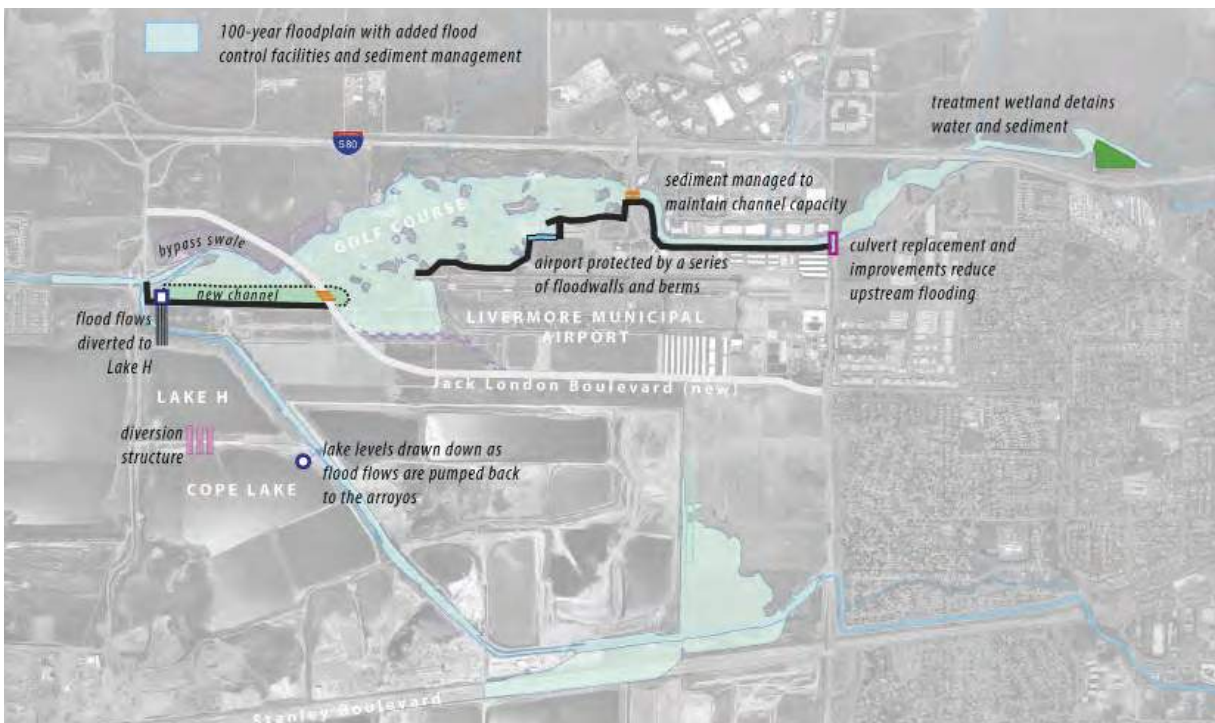 100-year floodplain with added flood
control facilities and sediment management
treatment wetland detains
water and sediment
580
sediment managed to
maintain channel capacity
GOLF COURSE
bypass swale
culvert replacement and
improvements reduce
upstream flooding
airport protected by a series
of floodwalls and berms
new channel
flood flows
diverted to
Lake H
LIVERMORE MUNICIPAL
AIRPORT
Jack London Boulevard (new)
LAKE H
diversion
structure
lake levels drawn down as
flood flows are pumped back
to the arroyos
COPE LAKE
Stanley Boulevard